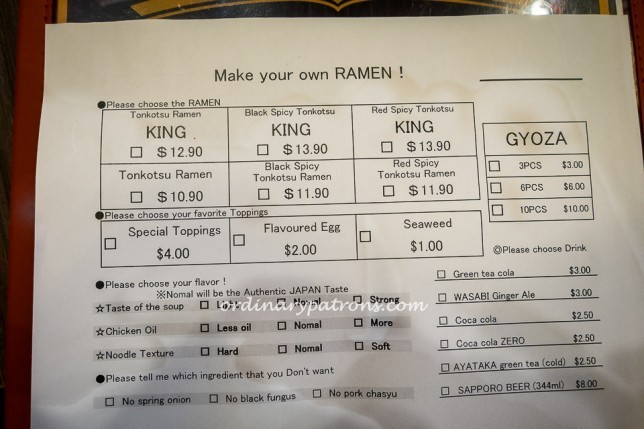 Make your own RAMEN !
●Please choose the RAMEN
Tonkotsu Ramen
KING
☐ $12.90
Black Spicy Tonkotsu
KING
☐ $13.90
Red Spicy Tonkotsu
KING
☐ $13.90
Tonkotsu Ramen
☐ $10.90
Black Spicy
Tonkotsu Ramen
☐ $11.90
Red Spicy
Tonkotsu Ramen
☐ $11.90
●Please choose your favorite Toppings
☐ Special Toppings
$4.00
☐ Flavoured Egg
$2.00
☐ Seaweed
$1.00
●Please choose your flavor !
※Nomal will be the Authentic JAPAN Taste
☆Taste of the soup ☐ ☐ Nomal ☐ Strong
☆Chicken Oil ☐ Less oil ☐ Nomal ☐ More
☆Noodle Texture ☐ Hard ☐ Nomal ☐ Soft
●Please tell me which ingredient that you Don't want
☐ No spring onion ☐ No black fungus ☐ No pork chasyu
GYOZA
☐ 3PCS $3.00
☐ 6PCS $6.00
☐ 10PCS $10.00
◎Please choose Drink
☐ Green tea cola $3.00
☐ WASABI Ginger Ale $3.00
☐ Coca cola $2.50
☐ Coca cola ZERO $2.50
☐ AYATAKA green tea (cold) $2.50
☐ SAPPORO BEER (344ml) $8.00
ordinarypatrons.com